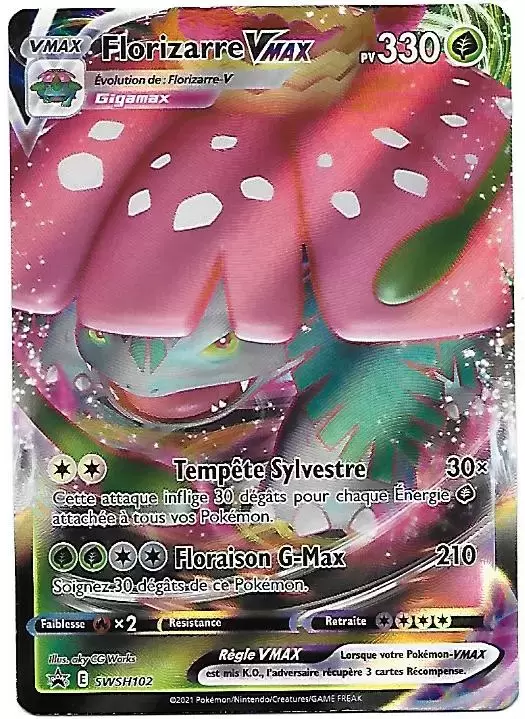 VMAX Florizarre VMAX PV 330
Évolution de : Florizarre-V
Gigamax
Tempête Sylvestre 30×
Cette attaque inflige 30 dégâts pour chaque Énergie
attachée à tous vos Pokémon.
Floraison G-Max 210
Soignez 30 dégâts de ce Pokémon.
Faiblesse ×2 Résistance Retraite
Illus. aky CG Works
Règle VMAX Lorsque votre Pokémon-VMAX
est mis K.O., l'adversaire récupère 3 cartes Récompense.
E SWSH102
©2021 Pokémon/Nintendo/Creatures/GAME FREAK